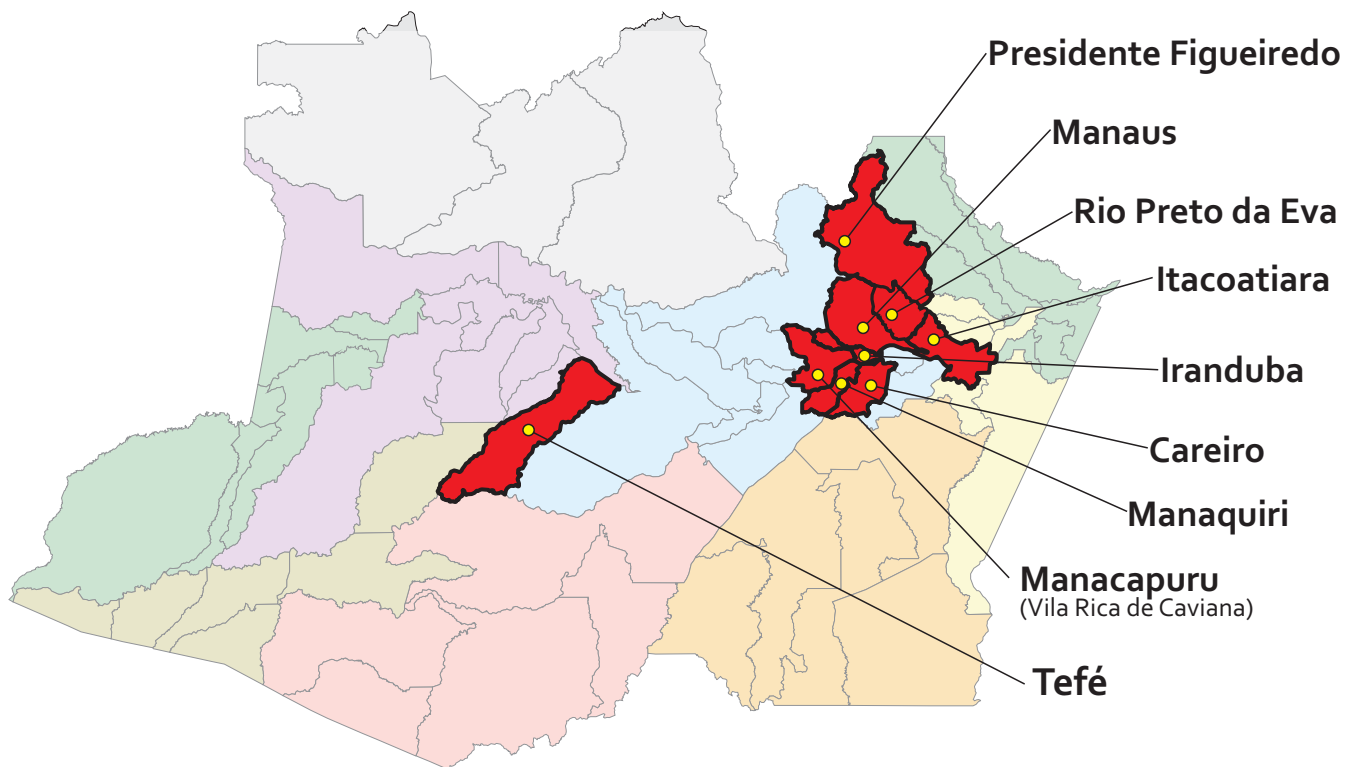 Presidente Figueiredo
Manaus
Rio Preto da Eva
Itacoatiara
Iranduba
Careiro
Manaquiri
Manacapuru
(Vila Rica de Caviana)
Tefé